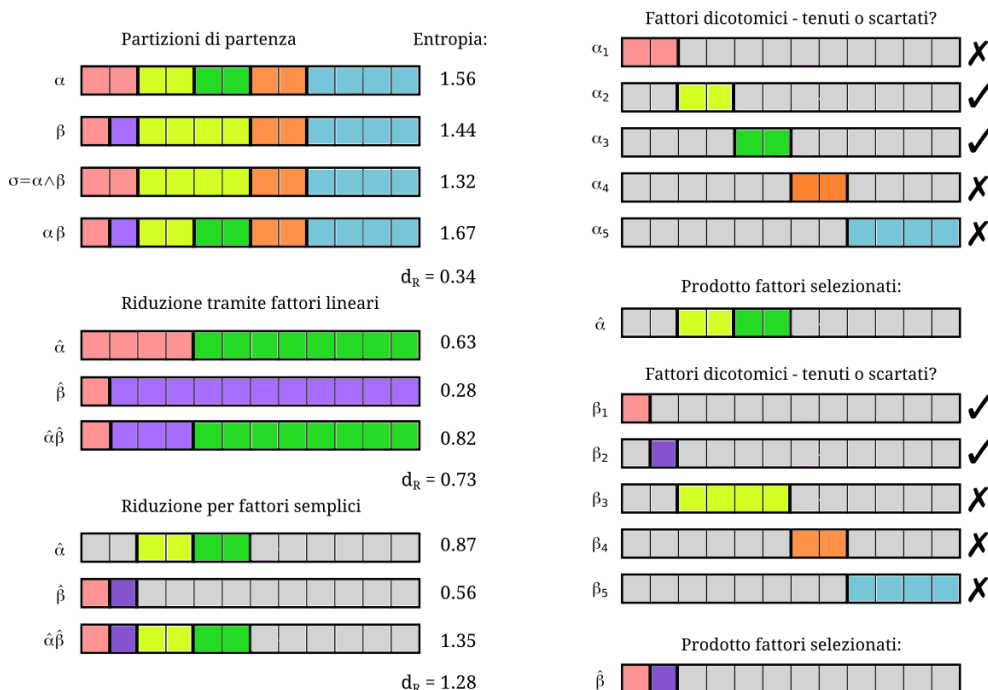 Partizioni di partenza Entropia:
α 1.56
β 1.44
σ=α∧β 1.32
αβ 1.67
dR = 0.34
Riduzione tramite fattori lineari
α̂ 0.63
β̂ 0.28
α̂β̂ 0.82
dR = 0.73
Riduzione per fattori semplici
α̂ 0.87
β̂ 0.56
α̂β̂ 1.35
dR = 1.28
Fattori dicotomici - tenuti o scartati?
α1 ✗
α2 ✓
α3 ✓
α4 ✗
α5 ✗
Prodotto fattori selezionati:
α̂
Fattori dicotomici - tenuti o scartati?
β1 ✓
β2 ✓
β3 ✗
β4 ✗
β5 ✗
Prodotto fattori selezionati:
β̂